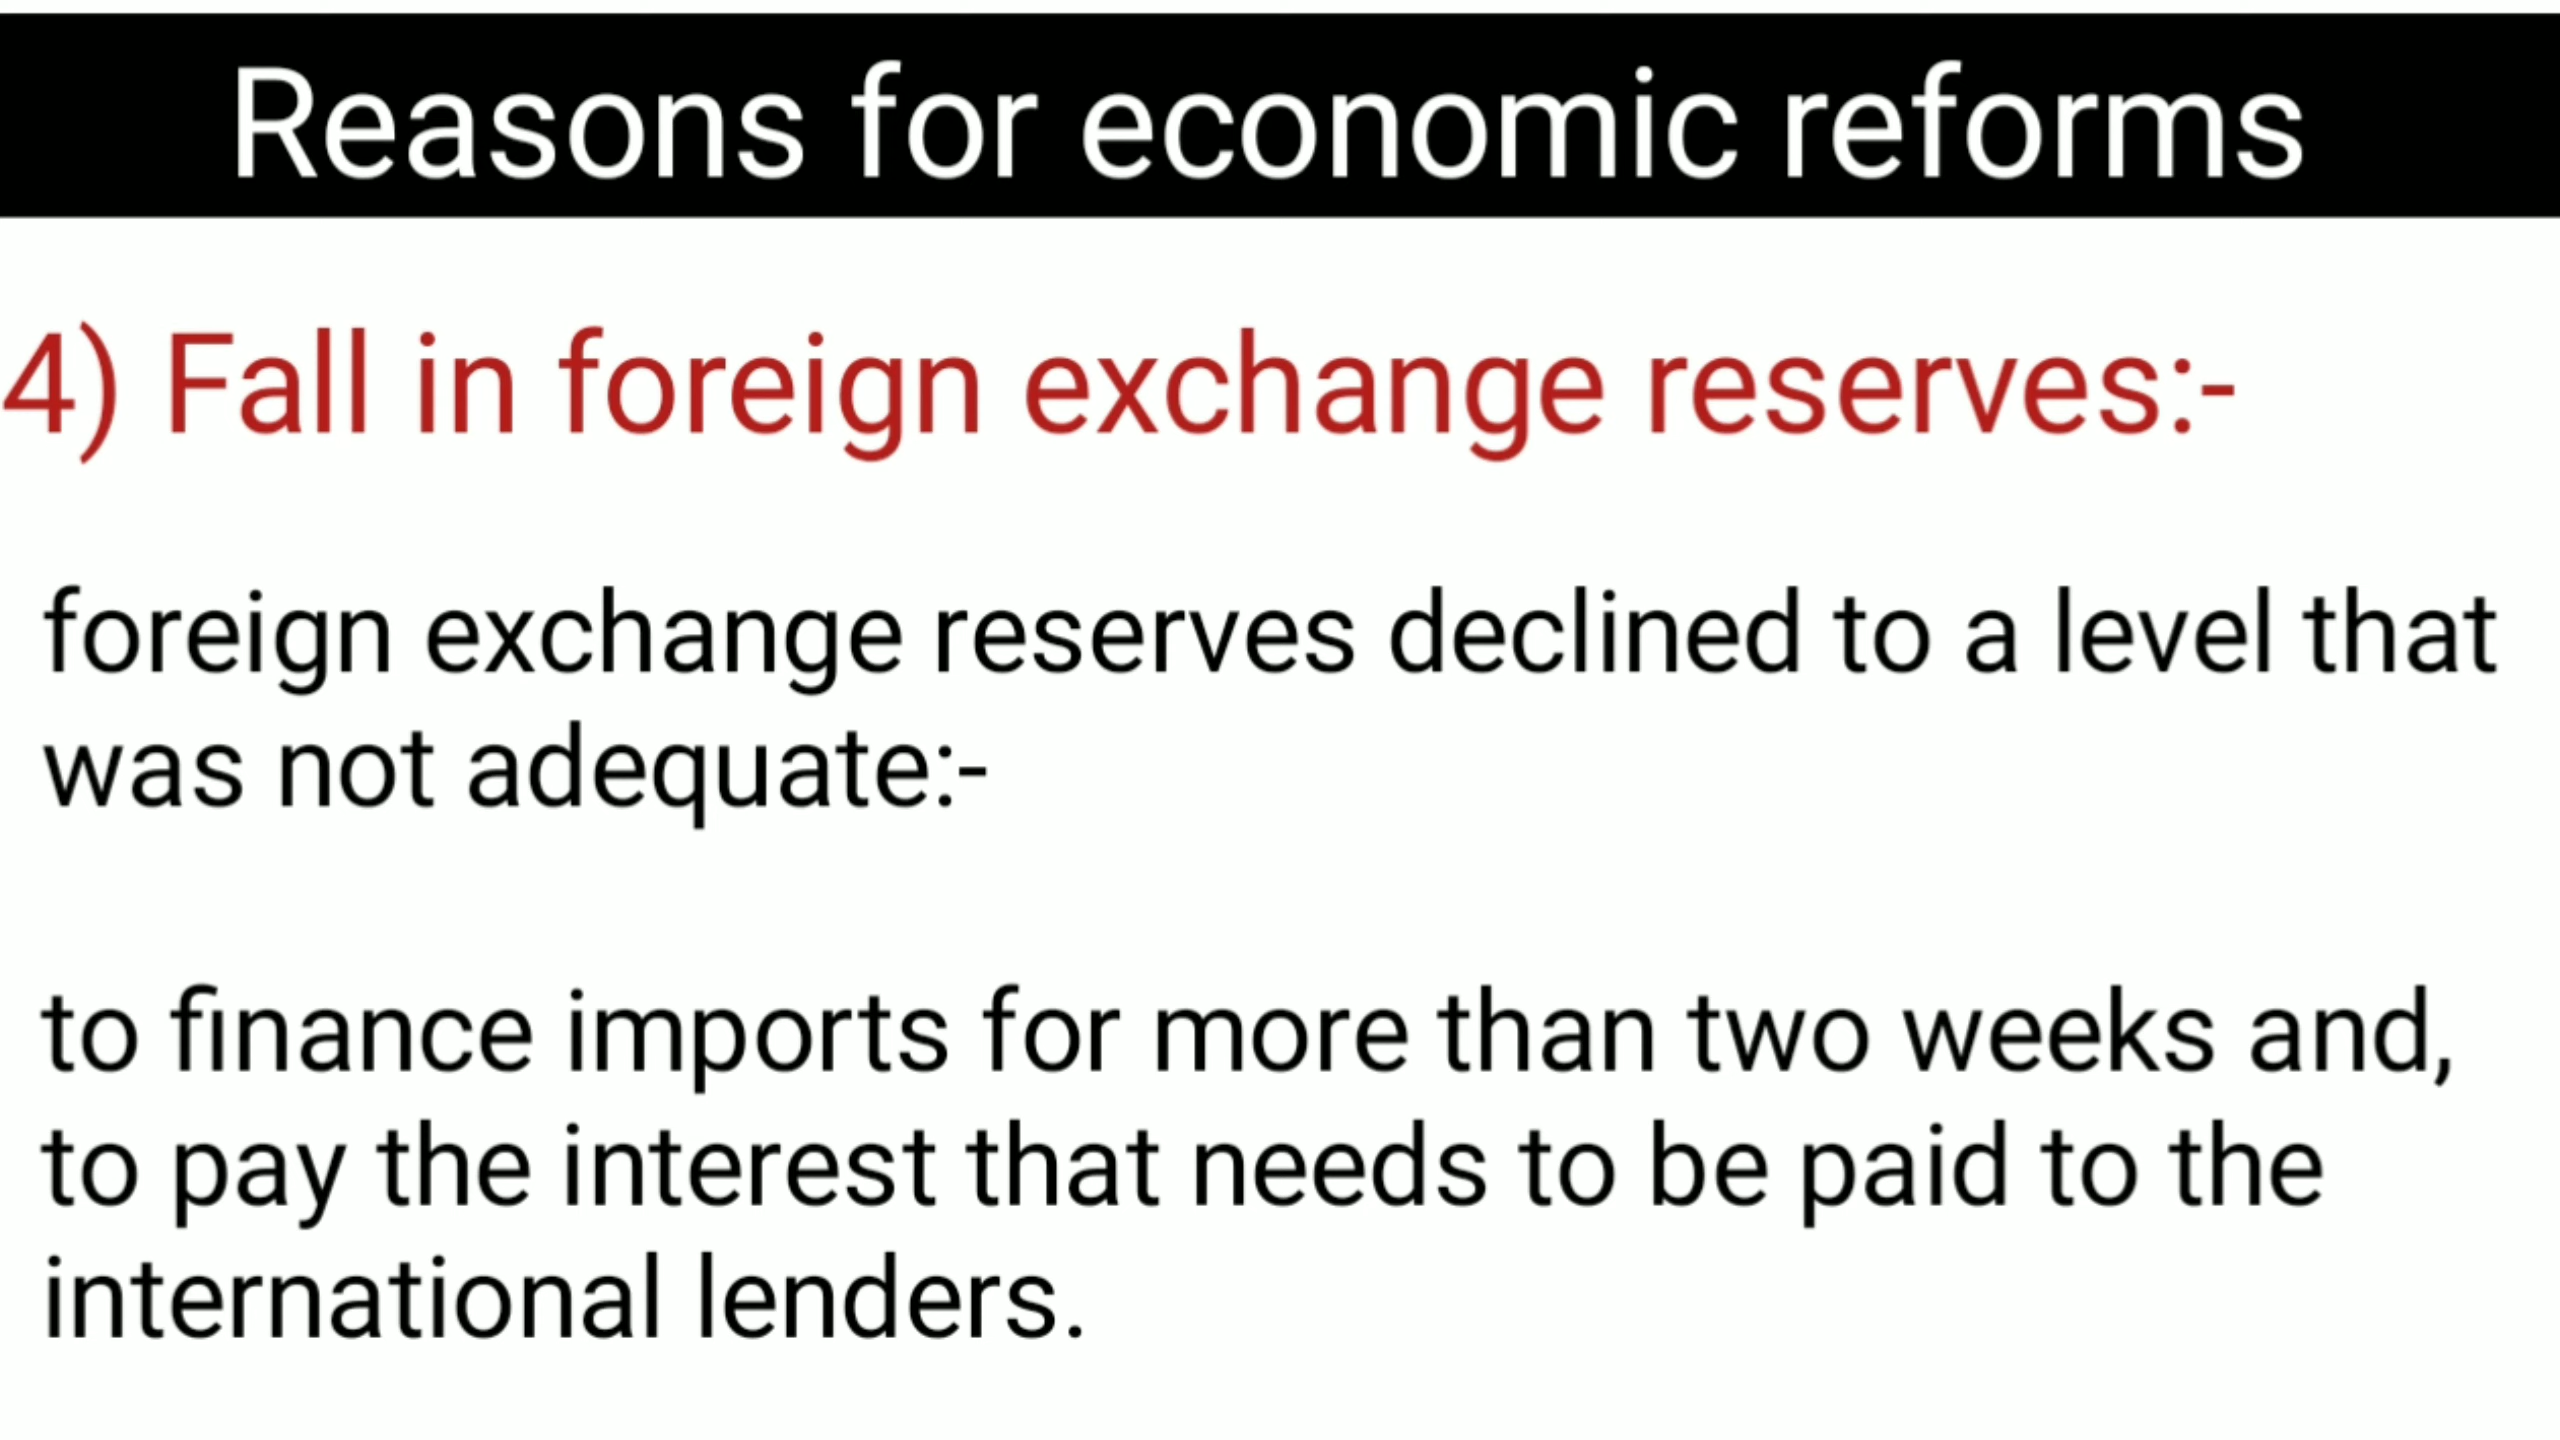 Reasons for economic reforms
4) Fall in foreign exchange reserves:-
foreign exchange reserves declined to a level that
was not adequate:-
to finance imports for more than two weeks and,
to pay the interest that needs to be paid to the
international lenders.